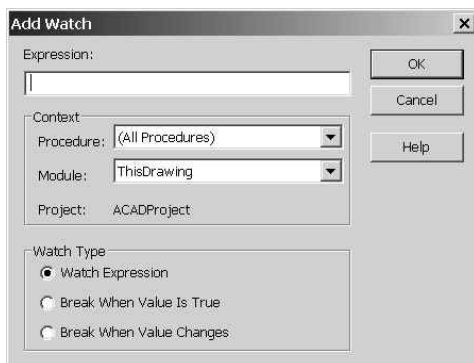 Add Watch
Expression:
OK
Cancel
Help
Context
Procedure: (All Procedures)
Module: ThisDrawing
Project: ACADProject
Watch Type
Watch Expression
Break When Value Is True
Break When Value Changes